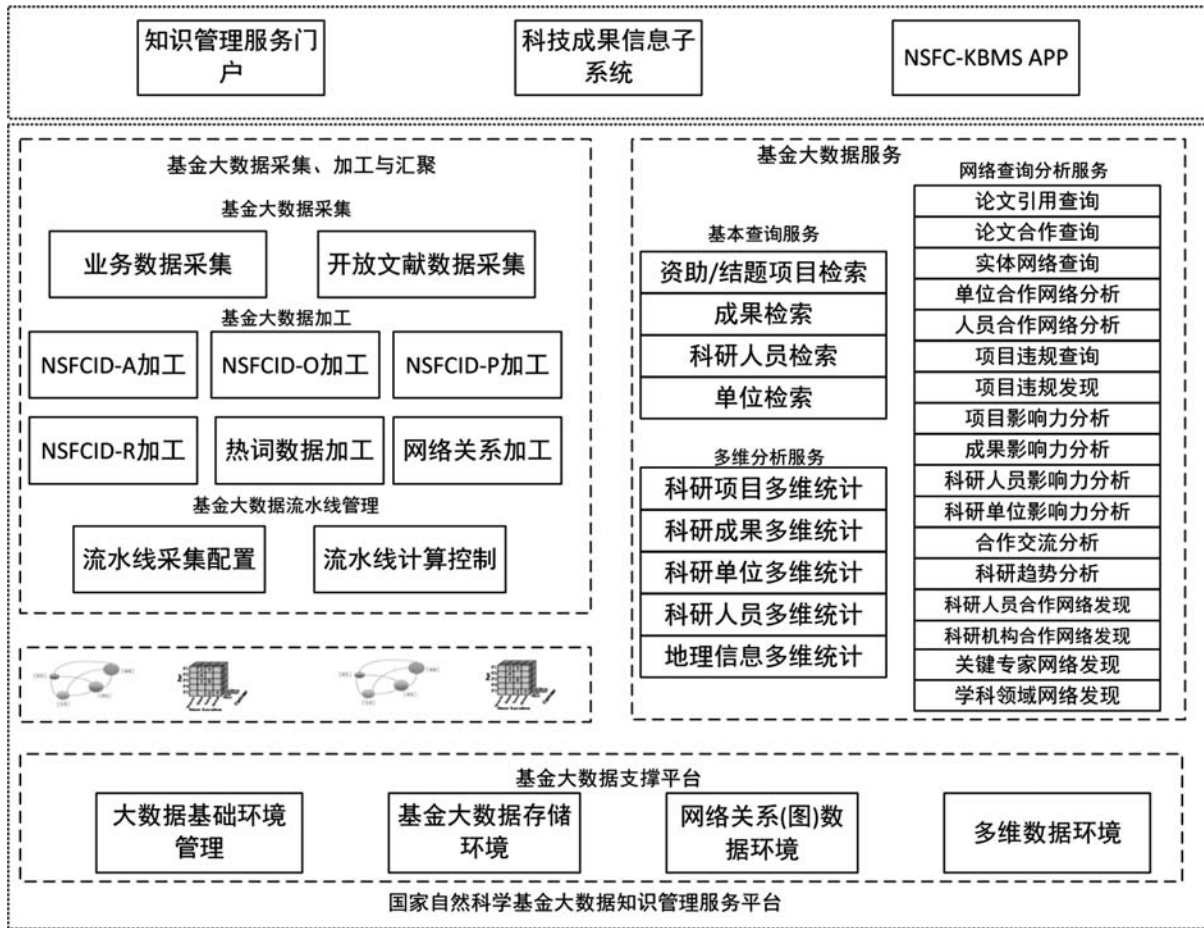 知识管理服务门
户
科技成果信息子
系统
NSFC-KBMS APP
基金大数据采集、加工与汇聚
基金大数据采集
业务数据采集
开放文献数据采集
基金大数据加工
NSFCID-A加工
NSFCID-O加工
NSFCID-P加工
NSFCID-R加工
热词数据加工
网络关系加工
基金大数据流水线管理
流水线采集配置
流水线计算控制
基金大数据服务
基本查询服务
资助/结题项目检索
成果检索
科研人员检索
单位检索
多维分析服务
科研项目多维统计
科研成果多维统计
科研单位多维统计
科研人员多维统计
地理信息多维统计
网络查询分析服务
论文引用查询
论文合作查询
实体网络查询
单位合作网络分析
人员合作网络分析
项目违规查询
项目违规发现
项目影响力分析
成果影响力分析
科研人员影响力分析
科研单位影响力分析
合作交流分析
科研趋势分析
科研人员合作网络发现
科研机构合作网络发现
关键专家网络发现
学科领域网络发现
基金大数据支撑平台
大数据基础环境
管理
基金大数据存储
环境
网络关系(图)数
据环境
多维数据环境
国家自然科学基金大数据知识管理服务平台